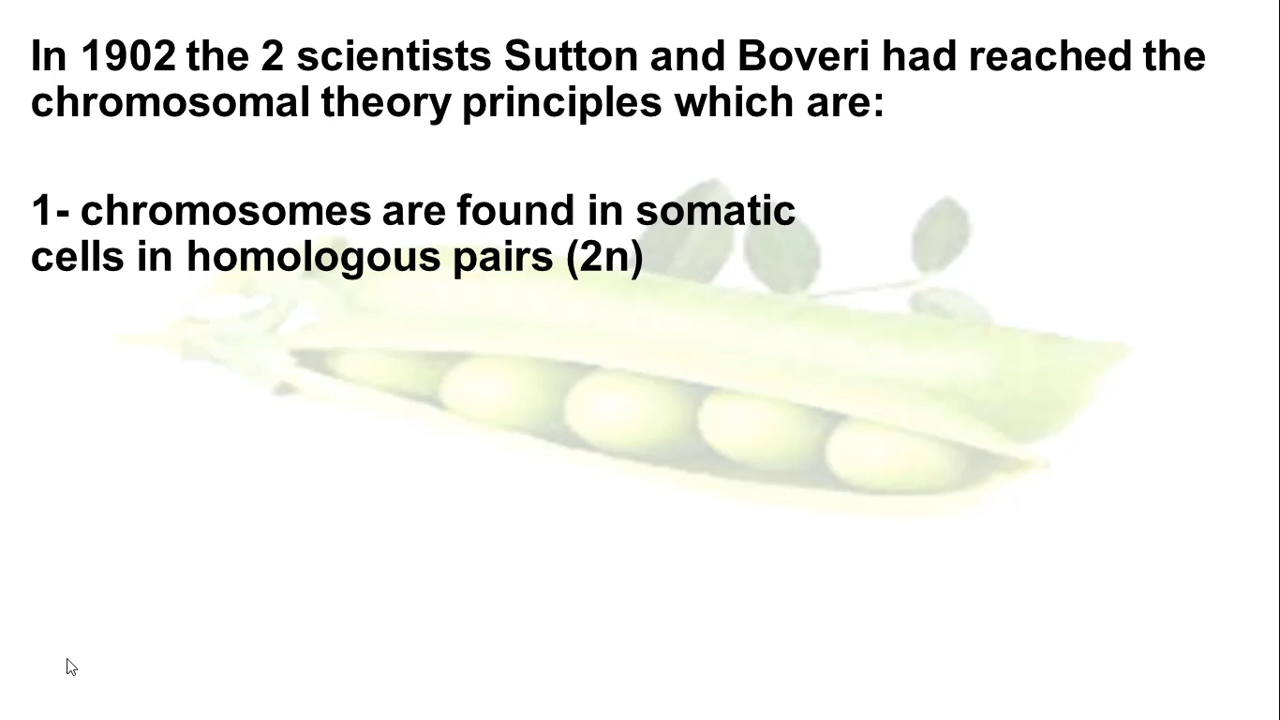 In 1902 the 2 scientists Sutton and Boveri had reached the
chromosomal theory principles which are:
1- chromosomes are found in somatic
cells in homologous pairs (2n)